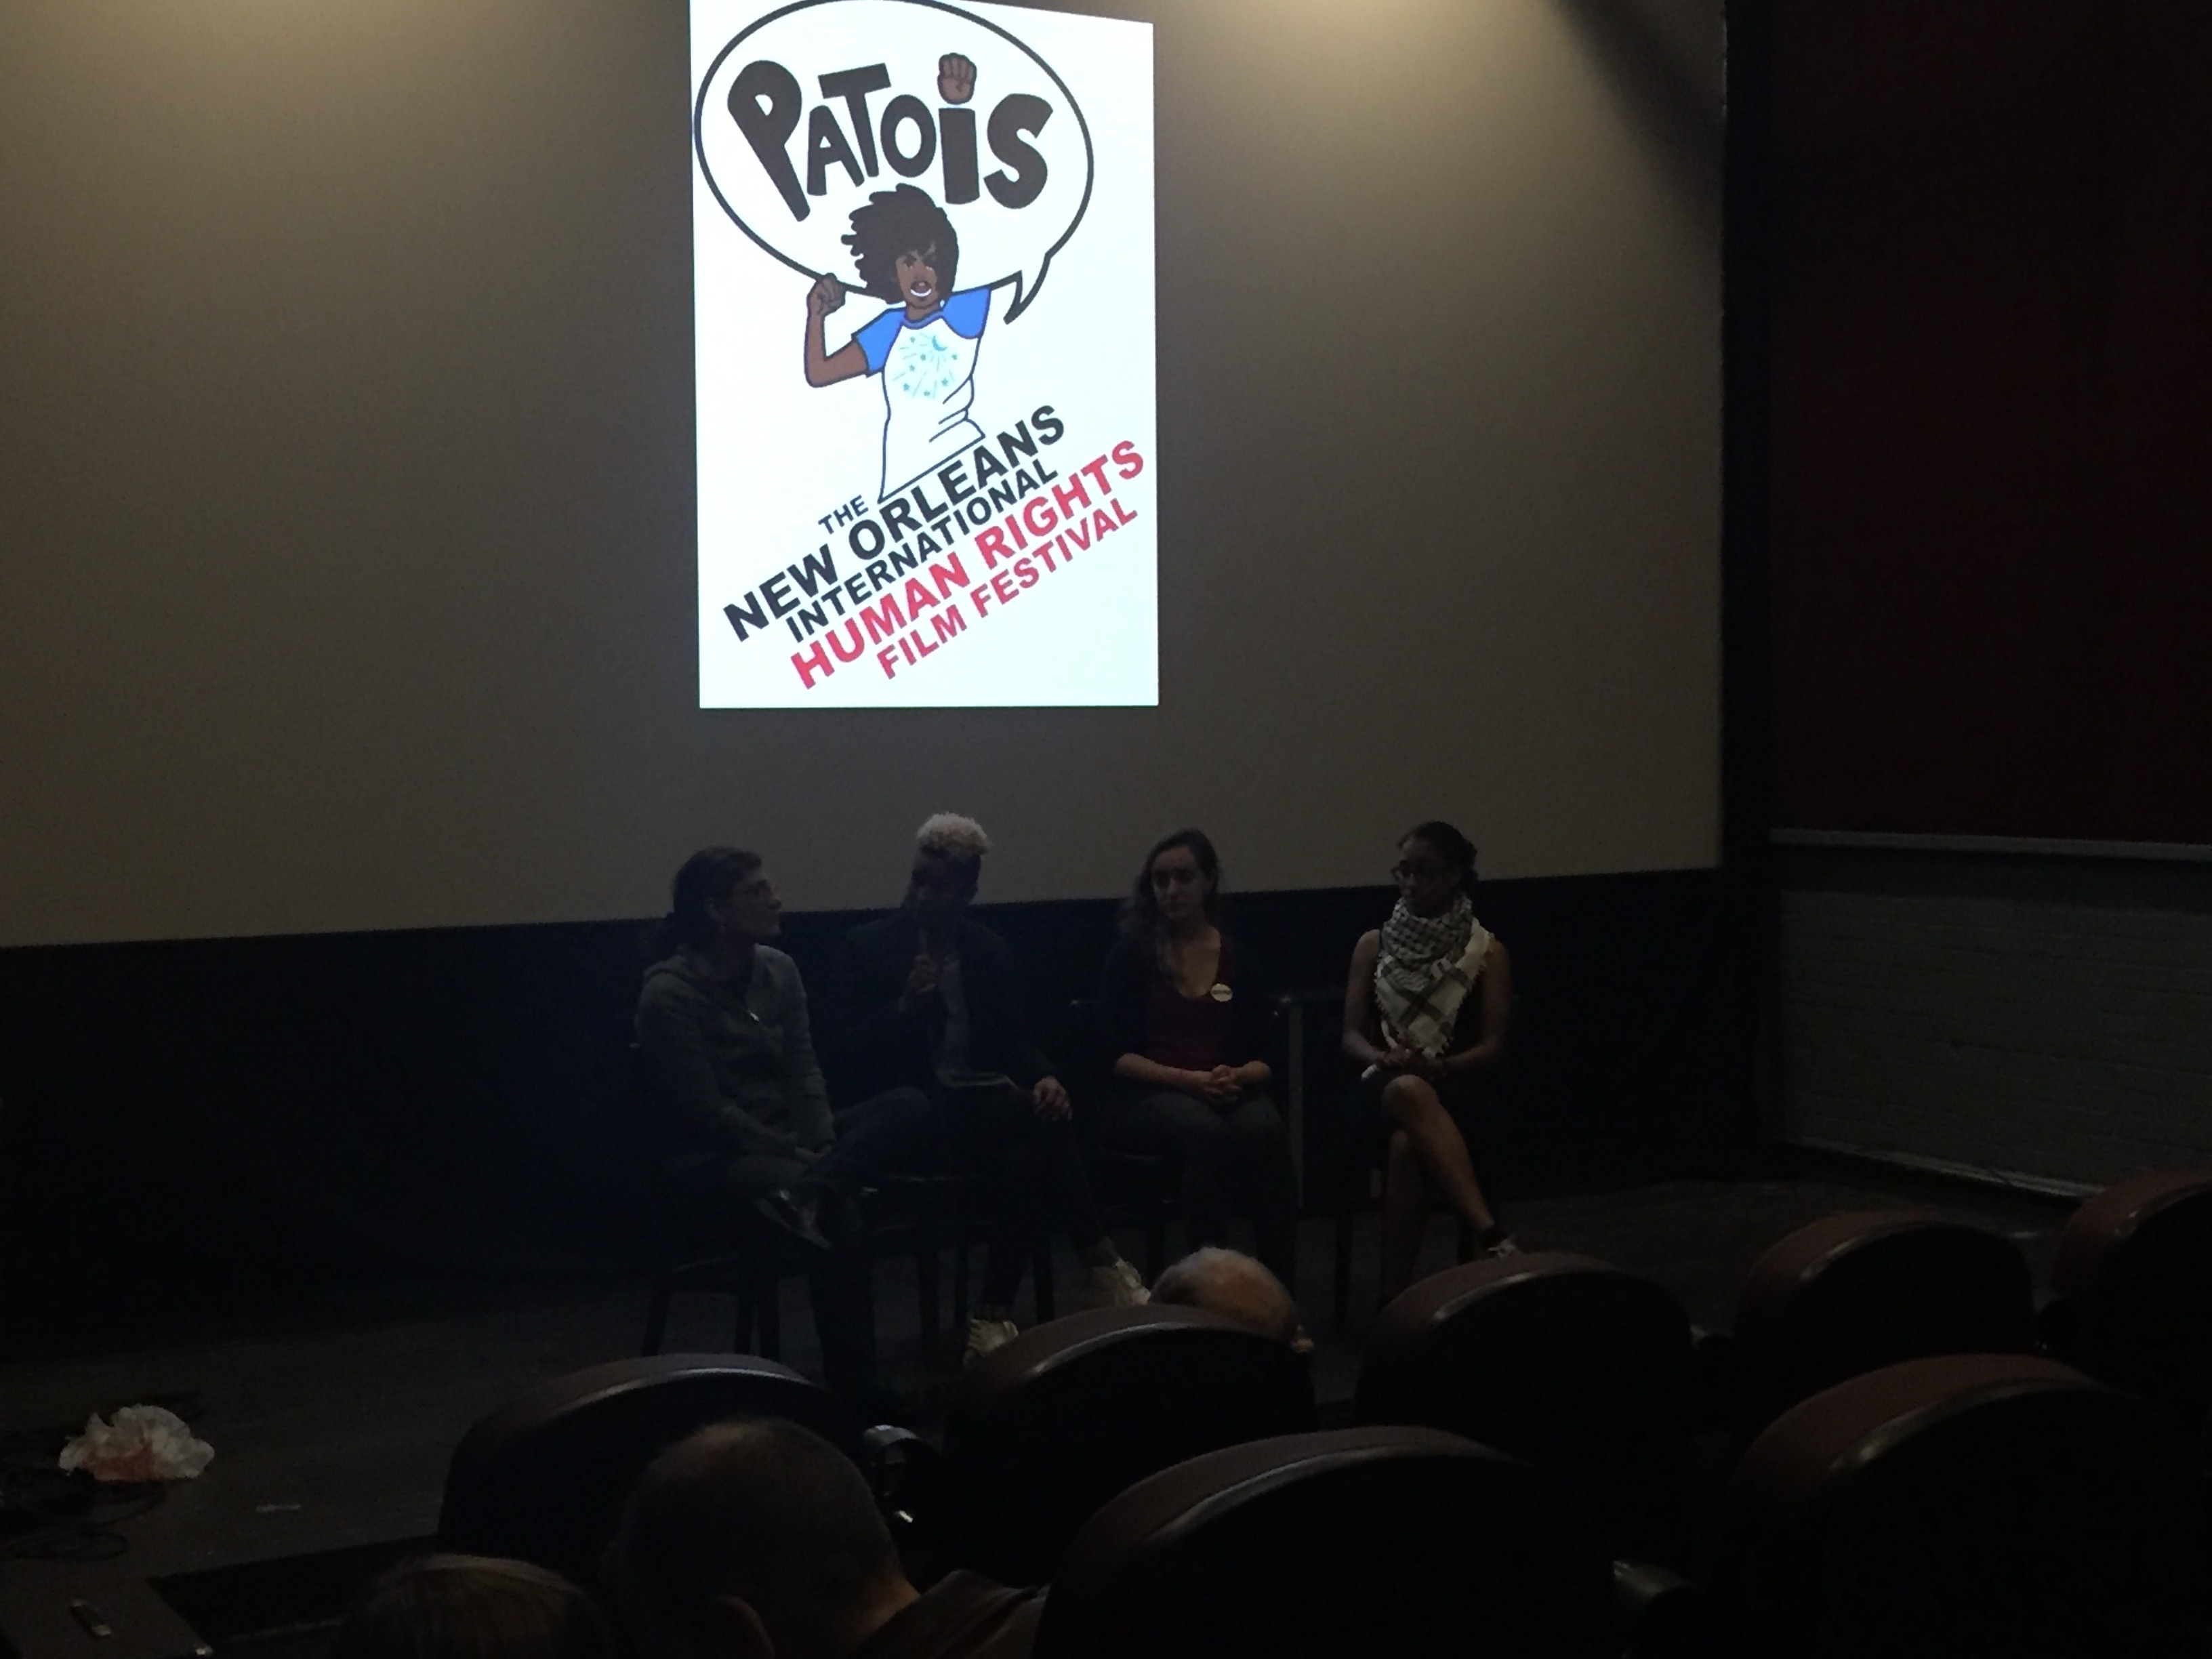 PATOIS
THE
NEW ORLEANS
INTERNATIONAL
HUMAN RIGHTS
FILM FESTIVAL